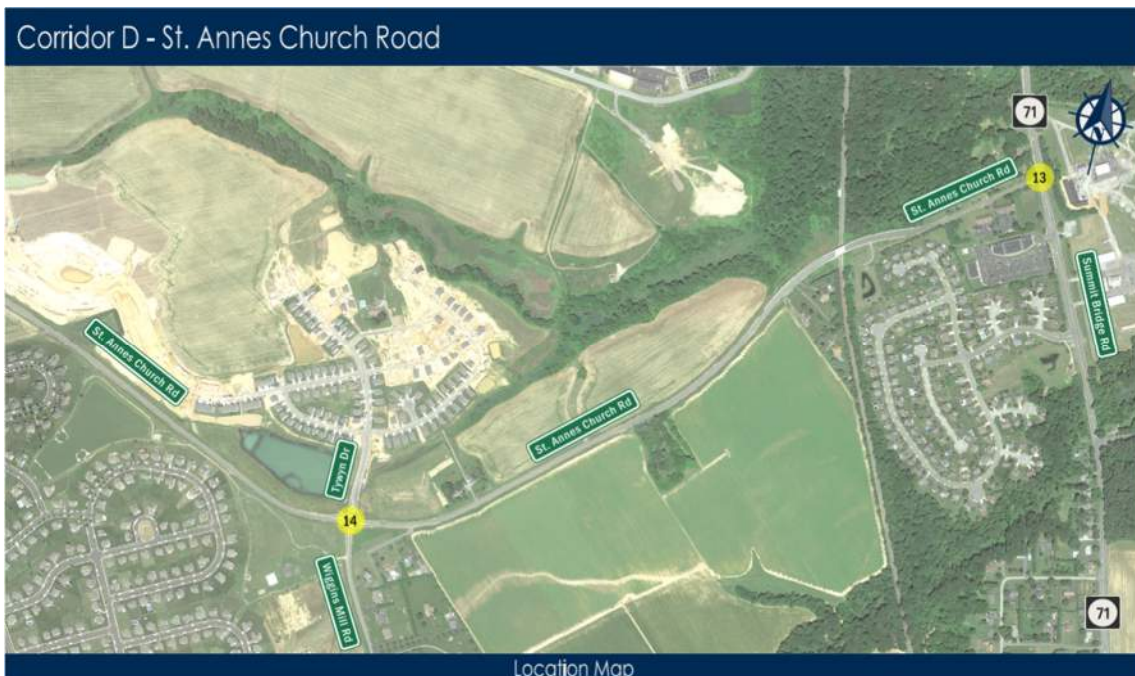 Corridor D - St. Annes Church Road
71
13
St. Annes Church Rd
Summit Bridge Rd
St. Annes Church Rd
St. Annes Church Rd
Tywyn Dr
14
Wiggins Mill Rd
71
Location Map